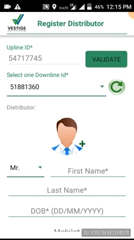 46% 12:15 PM
VESTIGE
Register Distributor
Upline ID*
54717745
VALIDATE
Select one Downline Id*
51881360
Distributor:
Mr.
First Name*
Last Name*
DOB* (DD/MM/YYYY)